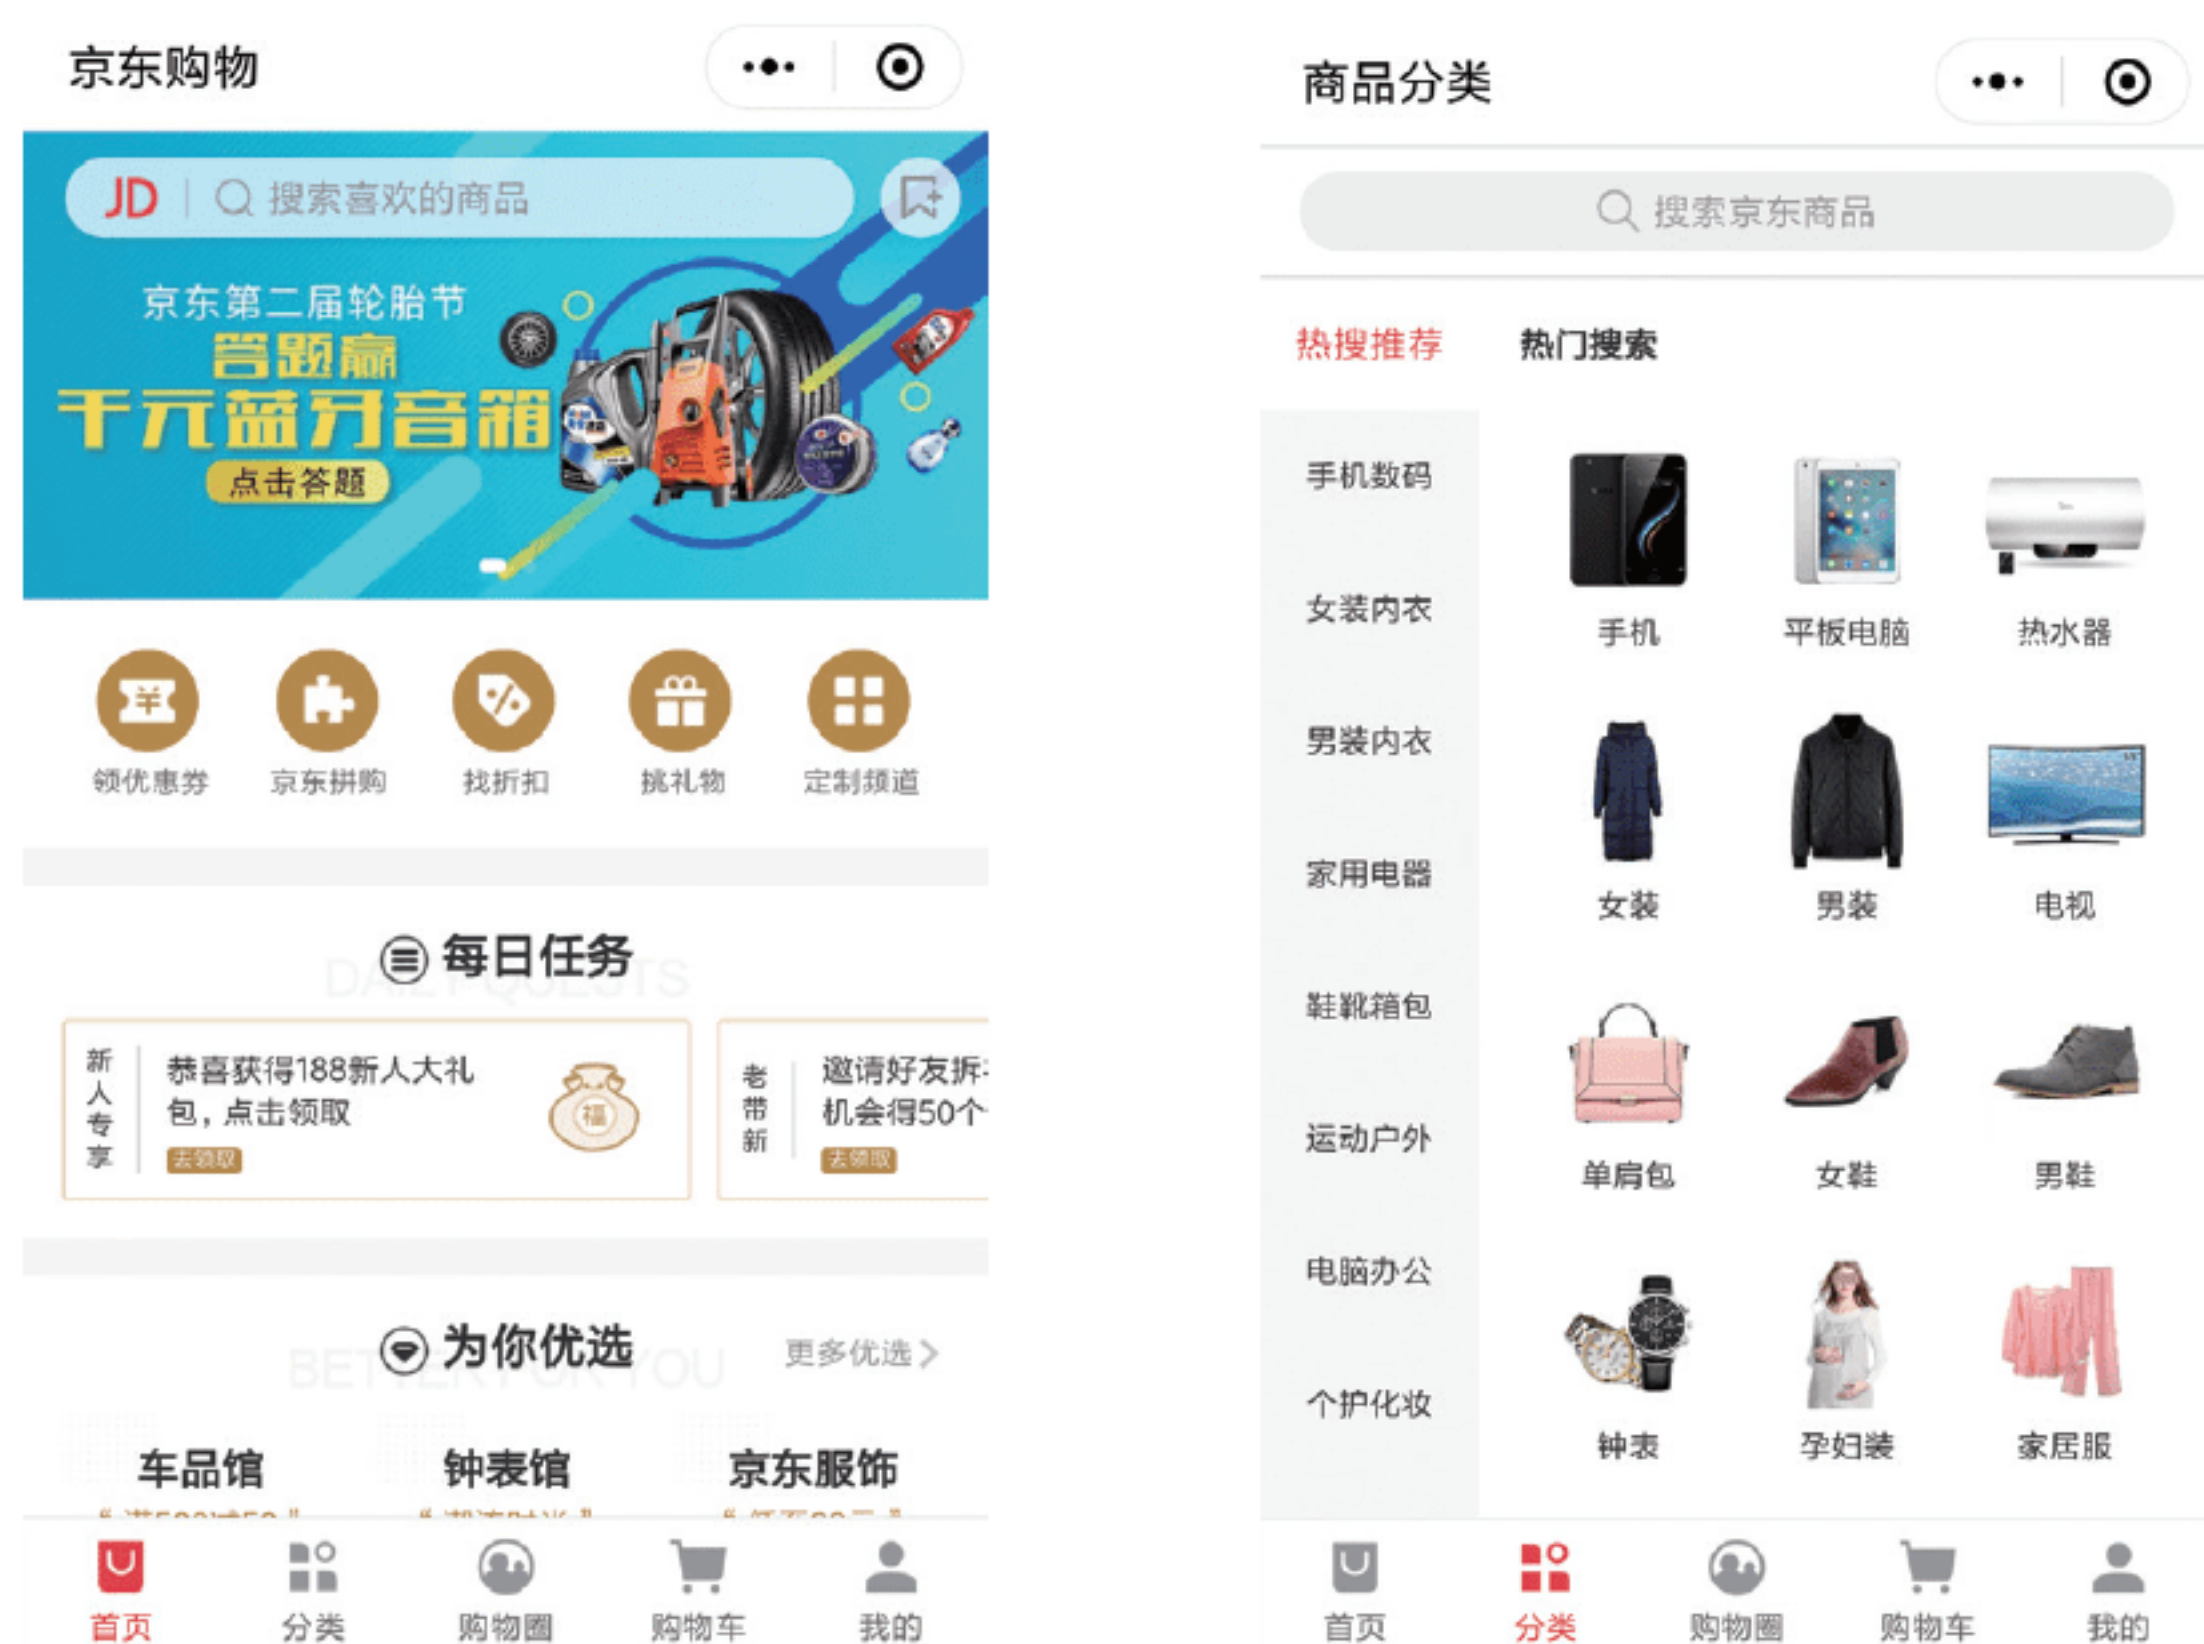 京东购物
JD 搜索喜欢的商品
京东第二届轮胎节
答题赢
千元蓝牙音箱
点击答题
领优惠券 京东拼购 找折扣 挑礼物 定制频道
每日任务
DAILY QUESTS
新人专享
恭喜获得188新人大礼
包，点击领取
去领取
福
老带新
邀请好友拆
机会得50个
去领取
为你优选
BETTER FOR YOU
更多优选
车品馆 钟表馆 京东服饰
首页 分类 购物圈 购物车 我的
商品分类
搜索京东商品
热搜推荐
手机数码
女装内衣
男装内衣
家用电器
鞋靴箱包
运动户外
电脑办公
个护化妆
热门搜索
手机 平板电脑 热水器
女装 男装 电视
单肩包 女鞋 男鞋
钟表 孕妇装 家居服
首页 分类 购物圈 购物车 我的